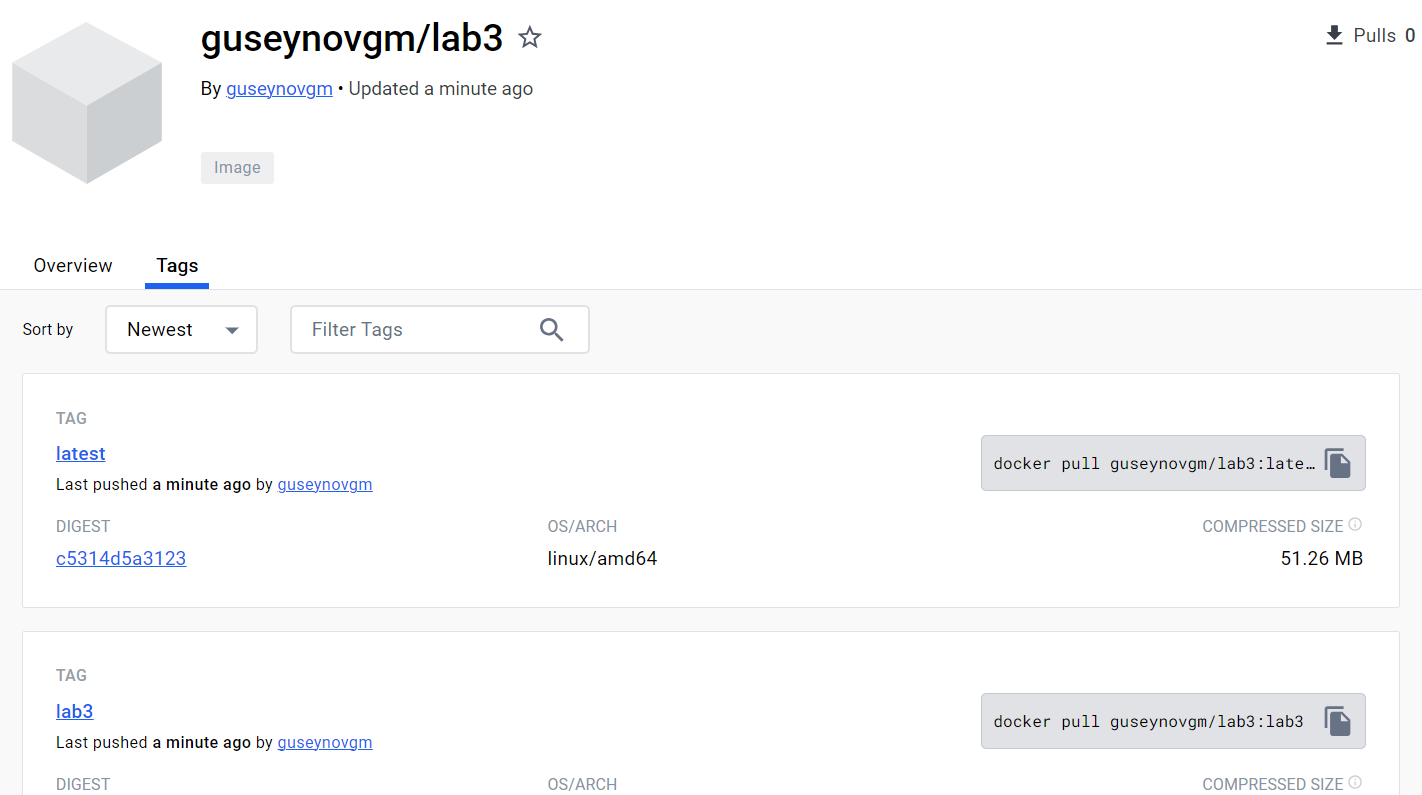 guseynovgm/lab3
Pulls 0
By guseynovgm • Updated a minute ago
Image
Overview
Tags
Sort by
Newest
Filter Tags
TAG
latest
docker pull guseynovgm/lab3:late…
Last pushed a minute ago by guseynovgm
DIGEST
OS/ARCH
COMPRESSED SIZE
c5314d5a3123
linux/amd64
51.26 MB
TAG
lab3
docker pull guseynovgm/lab3:lab3
Last pushed a minute ago by guseynovgm
DIGEST
OS/ARCH
COMPRESSED SIZE